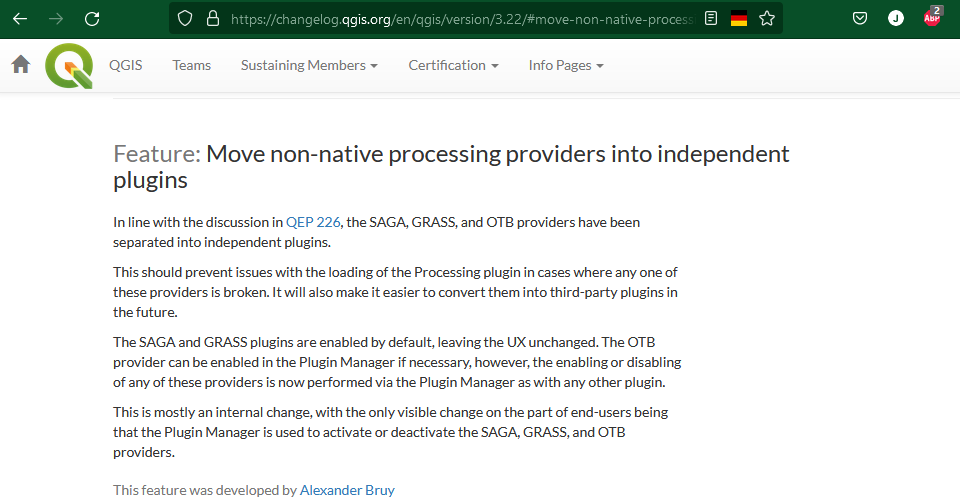 https://changelog.qgis.org/en/qgis/version/3.22/#move-non-native-process
J
2
ABP
QGIS Teams Sustaining Members Certification Info Pages
Feature: Move non-native processing providers into independent
plugins
In line with the discussion in QEP 226, the SAGA, GRASS, and OTB providers have been
separated into independent plugins.
This should prevent issues with the loading of the Processing plugin in cases where any one of
these providers is broken. It will also make it easier to convert them into third-party plugins in
the future.
The SAGA and GRASS plugins are enabled by default, leaving the UX unchanged. The OTB
provider can be enabled in the Plugin Manager if necessary, however, the enabling or disabling
of any of these providers is now performed via the Plugin Manager as with any other plugin.
This is mostly an internal change, with the only visible change on the part of end-users being
that the Plugin Manager is used to activate or deactivate the SAGA, GRASS, and OTB
providers.
This feature was developed by Alexander Bruy